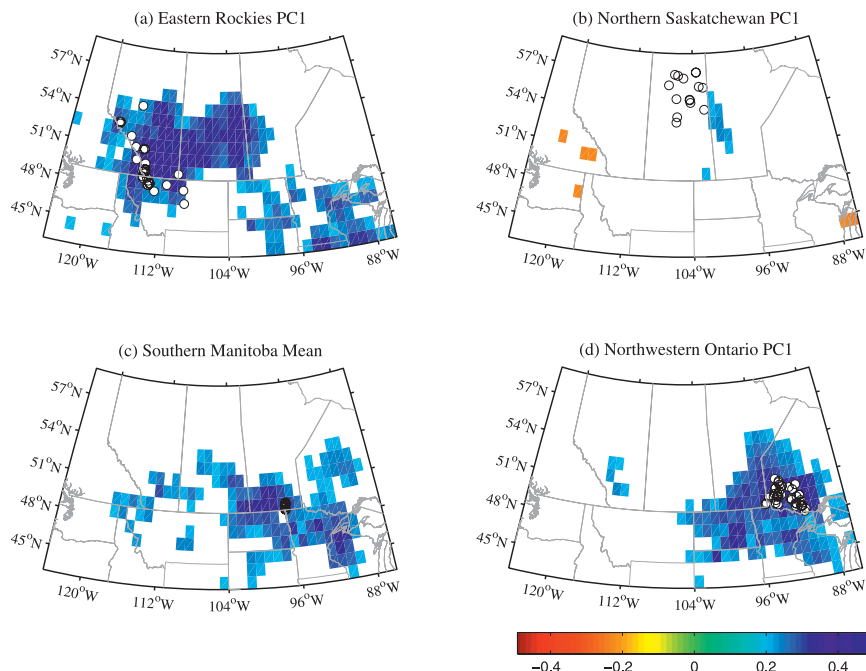 (a) Eastern Rockies PC1
57°N
54°N
51°N
48°N
45°N
120°W
112°W
104°W
96°W
88°W
(b) Northern Saskatchewan PC1
57°N
54°N
51°N
48°N
45°N
120°W
112°W
104°W
96°W
88°W
(c) Southern Manitoba Mean
57°N
54°N
51°N
48°N
45°N
120°W
112°W
104°W
96°W
88°W
(d) Northwestern Ontario PC1
57°N
54°N
51°N
48°N
45°N
120°W
112°W
104°W
96°W
88°W
−0.4 −0.2 0 0.2 0.4